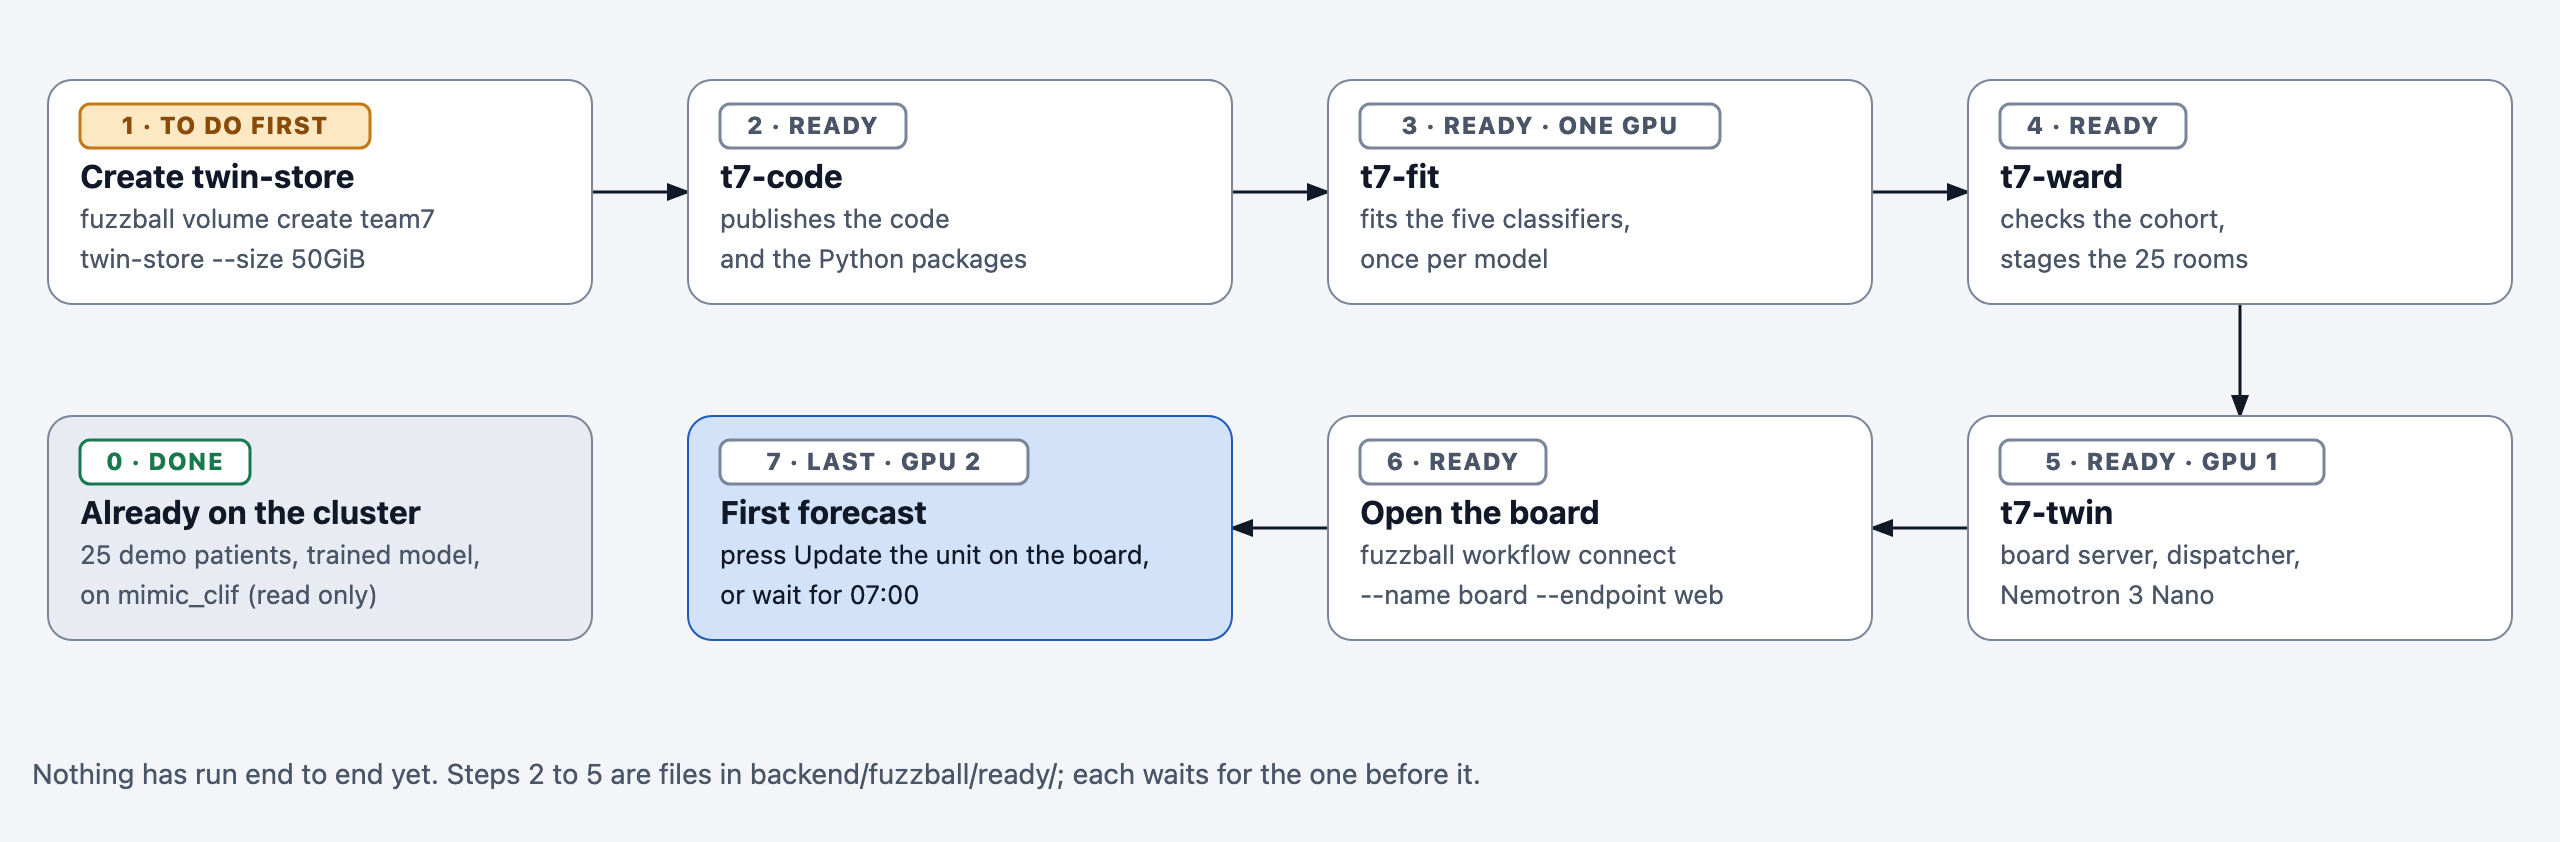 1 · TO DO FIRST
Create twin-store
fuzzball volume create team7
twin-store --size 50GiB
2 · READY
t7-code
publishes the code
and the Python packages
3 · READY · ONE GPU
t7-fit
fits the five classifiers,
once per model
4 · READY
t7-ward
checks the cohort,
stages the 25 rooms
0 · DONE
Already on the cluster
25 demo patients, trained model,
on mimic_clif (read only)
7 · LAST · GPU 2
First forecast
press Update the unit on the board,
or wait for 07:00
6 · READY
Open the board
fuzzball workflow connect
--name board --endpoint web
5 · READY · GPU 1
t7-twin
board server, dispatcher,
Nemotron 3 Nano
Nothing has run end to end yet. Steps 2 to 5 are files in backend/fuzzball/ready/; each waits for the one before it.